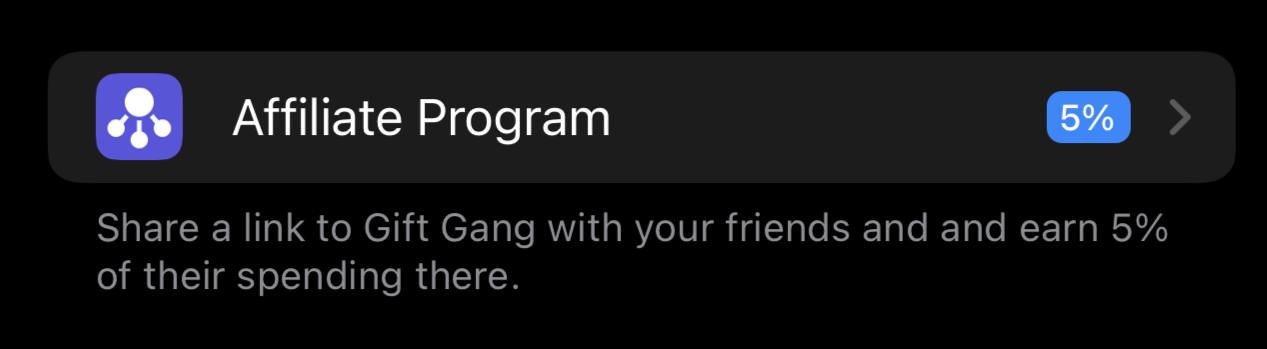 Affiliate Program 5%
Share a link to Gift Gang with your friends and and earn 5%
of their spending there.